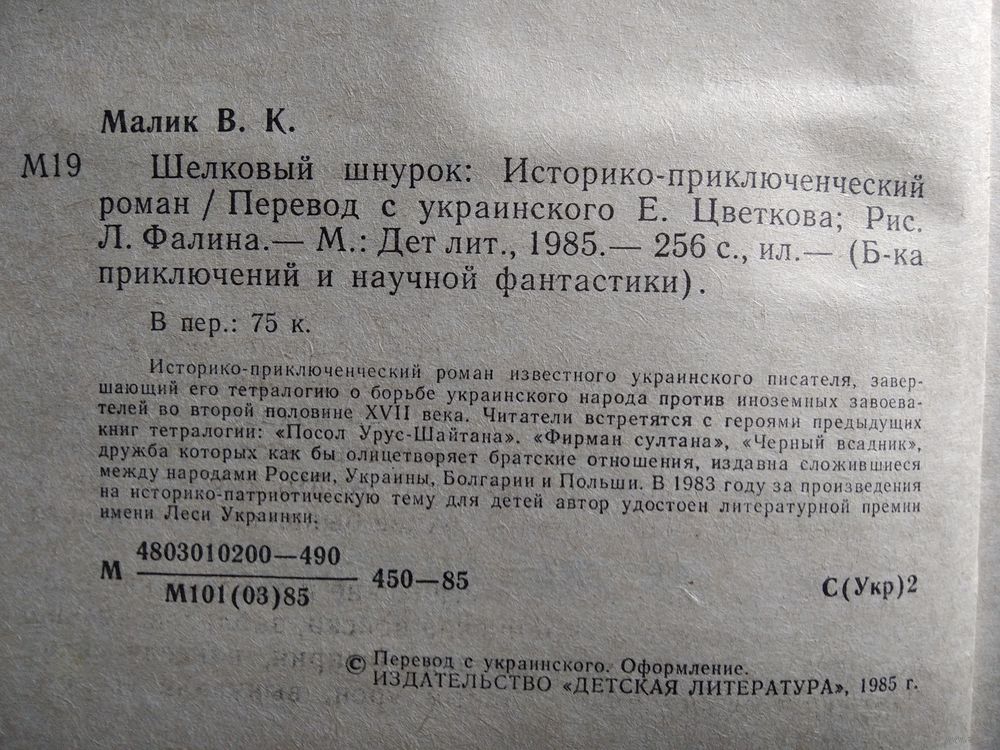 Малик В. К.
М19 Шелковый шнурок: Историко-приключенческий
роман / Перевод с украинского Е. Цветкова; Рис.
Л. Фалина.— М.: Дет лит., 1985.— 256 с., ил.— (Б-ка
приключений и научной фантастики).
В пер.: 75 к.
Историко-приключенческий роман известного украинского писателя, завер-
шающий его тетралогию о борьбе украинского народа против иноземных завоева-
телей во второй половине XVII века. Читатели встретятся с героями предыдущих
книг тетралогии: «Посол Урус-Шайтана». «Фирман султана», «Черный всадник»,
дружба которых как бы олицетворяет братские отношения, издавна сложившиеся
между народами России, Украины, Болгарии и Польши. В 1983 году за произведения
на историко-патриотическую тему для детей автор удостоен литературной премии
имени Леси Украинки.
М 4803010200—490
М101(03)85
450—85
С(Укр)2
© Перевод с украинского. Оформление.
ИЗДАТЕЛЬСТВО «ДЕТСКАЯ ЛИТЕРАТУРА», 1985 г.